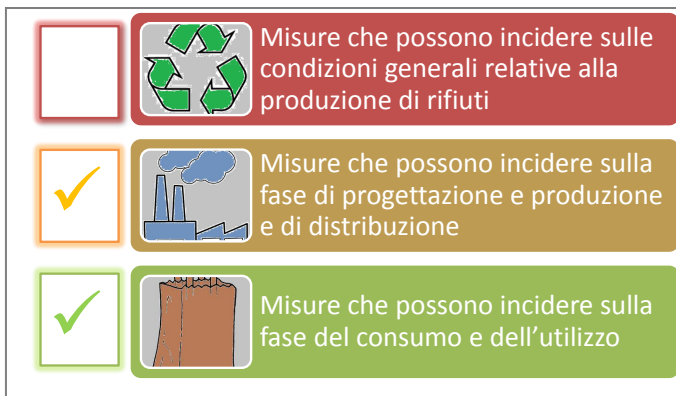 Misure che possono incidere sulle
condizioni generali relative alla
produzione di rifiuti
Misure che possono incidere sulla
fase di progettazione e produzione
e di distribuzione
Misure che possono incidere sulla
fase del consumo e dell’utilizzo